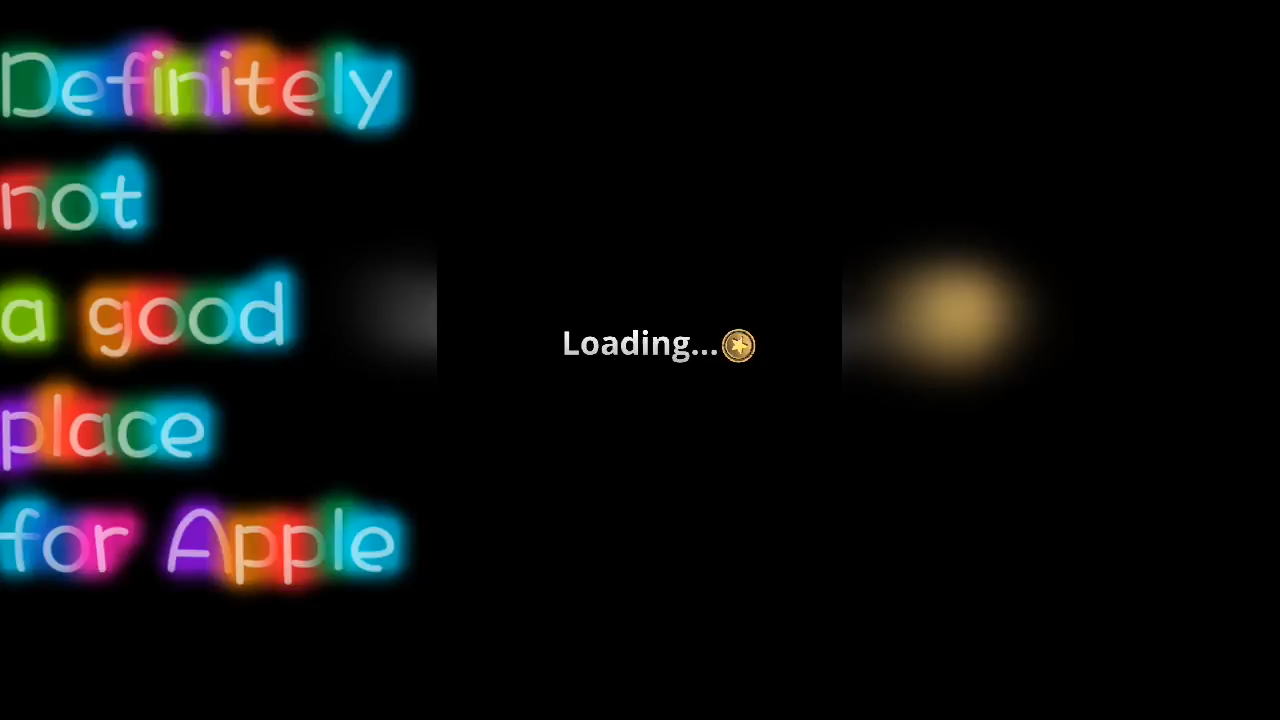 Definitely
not
a good
place
for Apple
Loading...